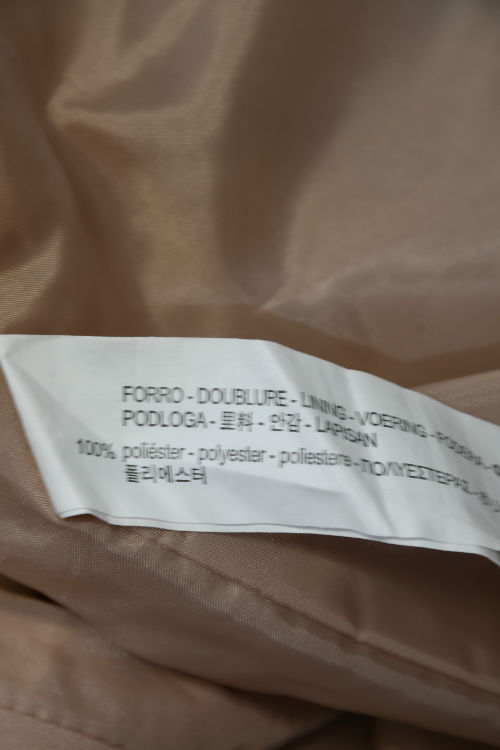 FORRO - DOUBLURE - LINING - VOERING - PODŠÍVKA -
PODLOGA - 里料 - 안감 - LAPISAN
100% poliéster - polyester - poliestere - ΠΟΛΥΕΣΤΕΡΑΣ -
폴리에스터